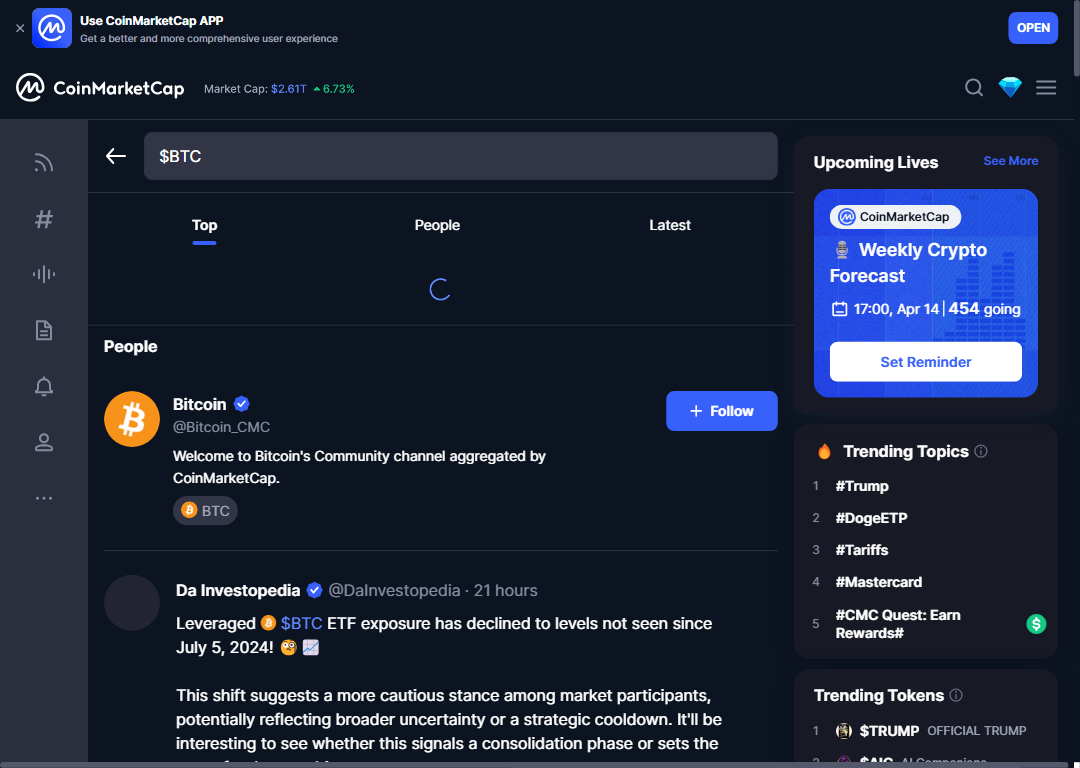 Use CoinMarketCap APP
Get a better and more comprehensive user experience
OPEN
CoinMarketCap
Market Cap: $2.61T 6.73%
$BTC
Top People Latest
People
Bitcoin
@Bitcoin_CMC
+ Follow
Welcome to Bitcoin's Community channel aggregated by
CoinMarketCap.
BTC
Da Investopedia @DaInvestopedia · 21 hours
Leveraged $BTC ETF exposure has declined to levels not seen since
July 5, 2024! 🧐 📈
This shift suggests a more cautious stance among market participants,
potentially reflecting broader uncertainty or a strategic cooldown. It'll be
interesting to see whether this signals a consolidation phase or sets the
Upcoming Lives See More
CoinMarketCap
Weekly Crypto
Forecast
17:00, Apr 14 | 454 going
Set Reminder
Trending Topics
1 #Trump
2 #DogeETP
3 #Tariffs
4 #Mastercard
5 #CMC Quest: Earn
Rewards#
Trending Tokens
1 $TRUMP OFFICIAL TRUMP
2 $AIC AI Companions